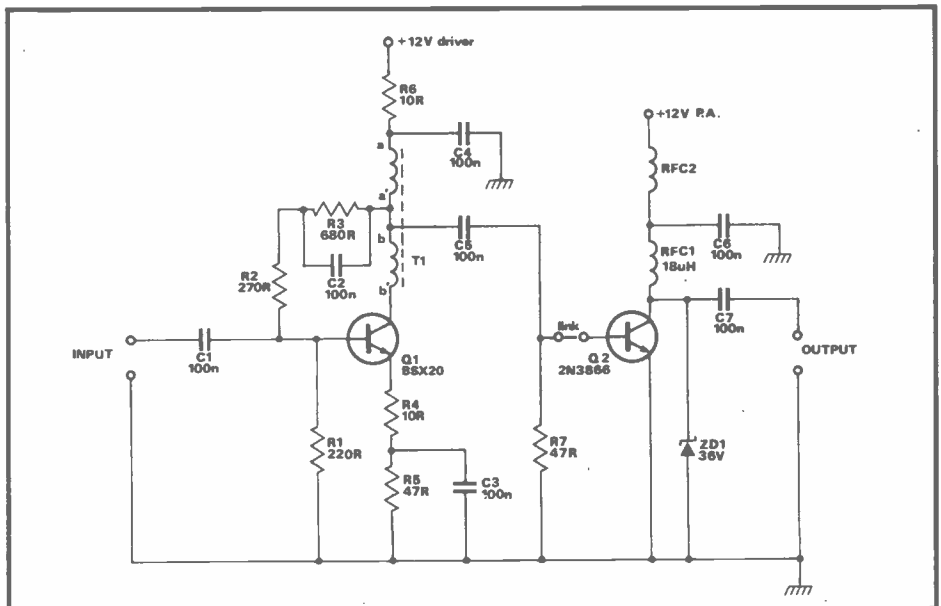 +12V driver
R6
10R
+12V P.A.
a
C4
100n
RFC2
a'
R3
680R
b
C5
100n
C6
100n
RFC1
18uH
R2
270R
C2
100n
T1
b'
C7
100n
link
INPUT
C1
100n
Q1
BSX20
Q2
2N3866
OUTPUT
R4
10R
R1
220R
R7
47R
ZD1
36V
R5
47R
C3
100n